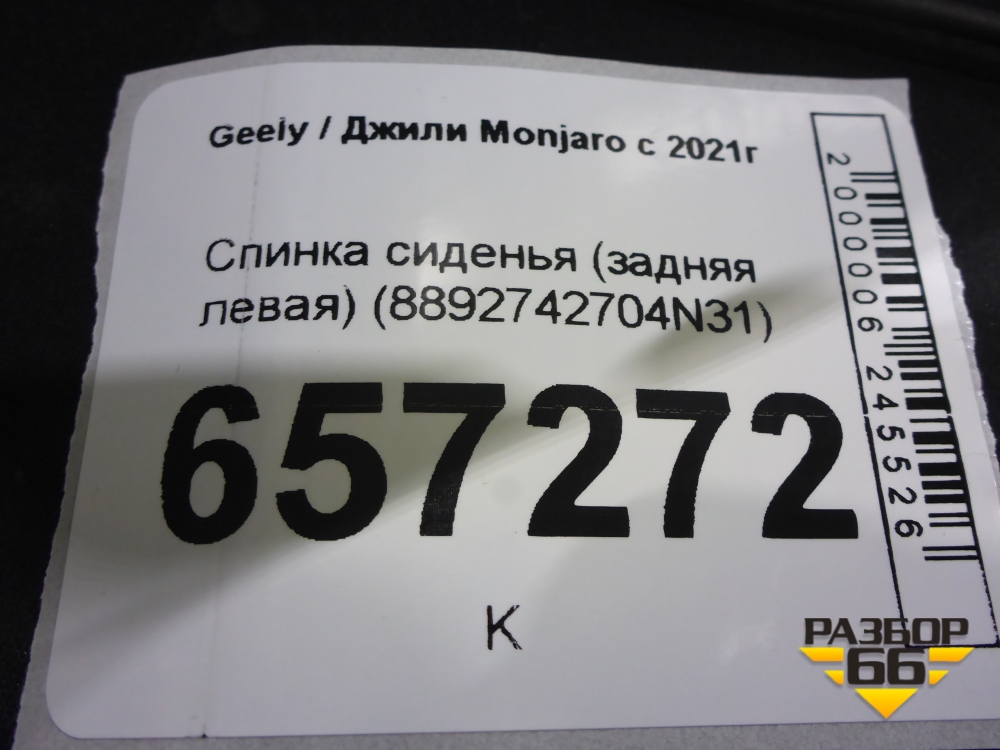 Geely / Джили Monjaro с 2021г
Спинка сиденья (задняя
левая) (8892742704N31)
657272
К
2000006245526
РАЗБОР
66